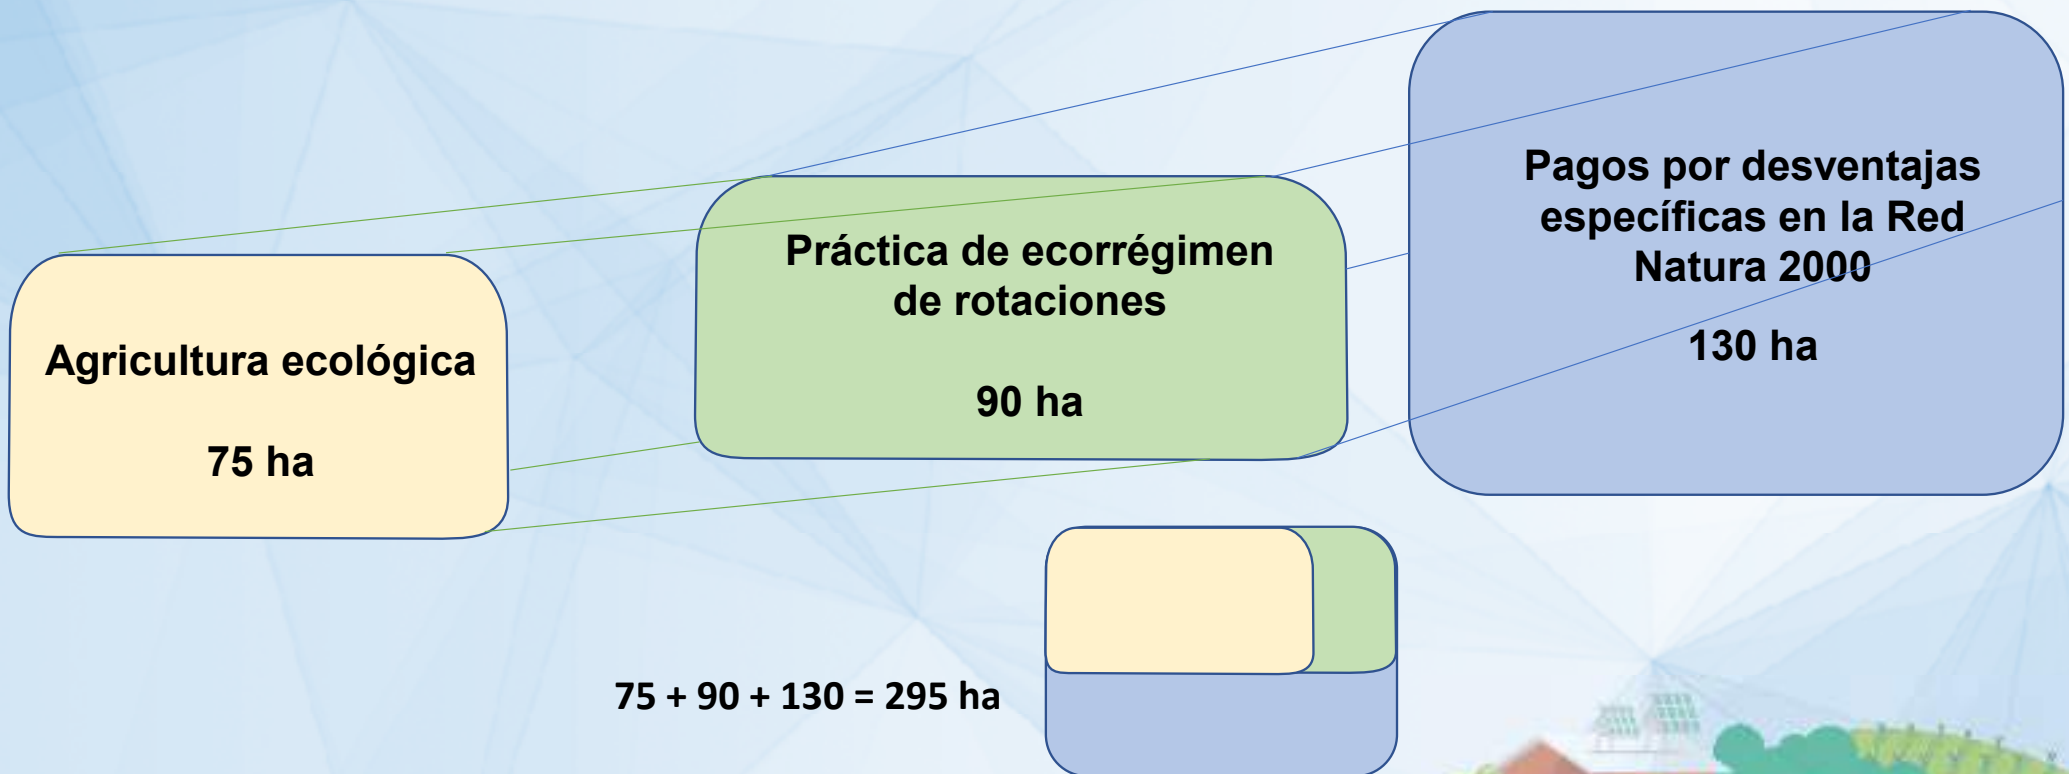 Agricultura ecológica
75 ha
Práctica de ecorrégimen
de rotaciones
90 ha
Pagos por desventajas
específicas en la Red
Natura 2000
130 ha
75 + 90 + 130 = 295 ha